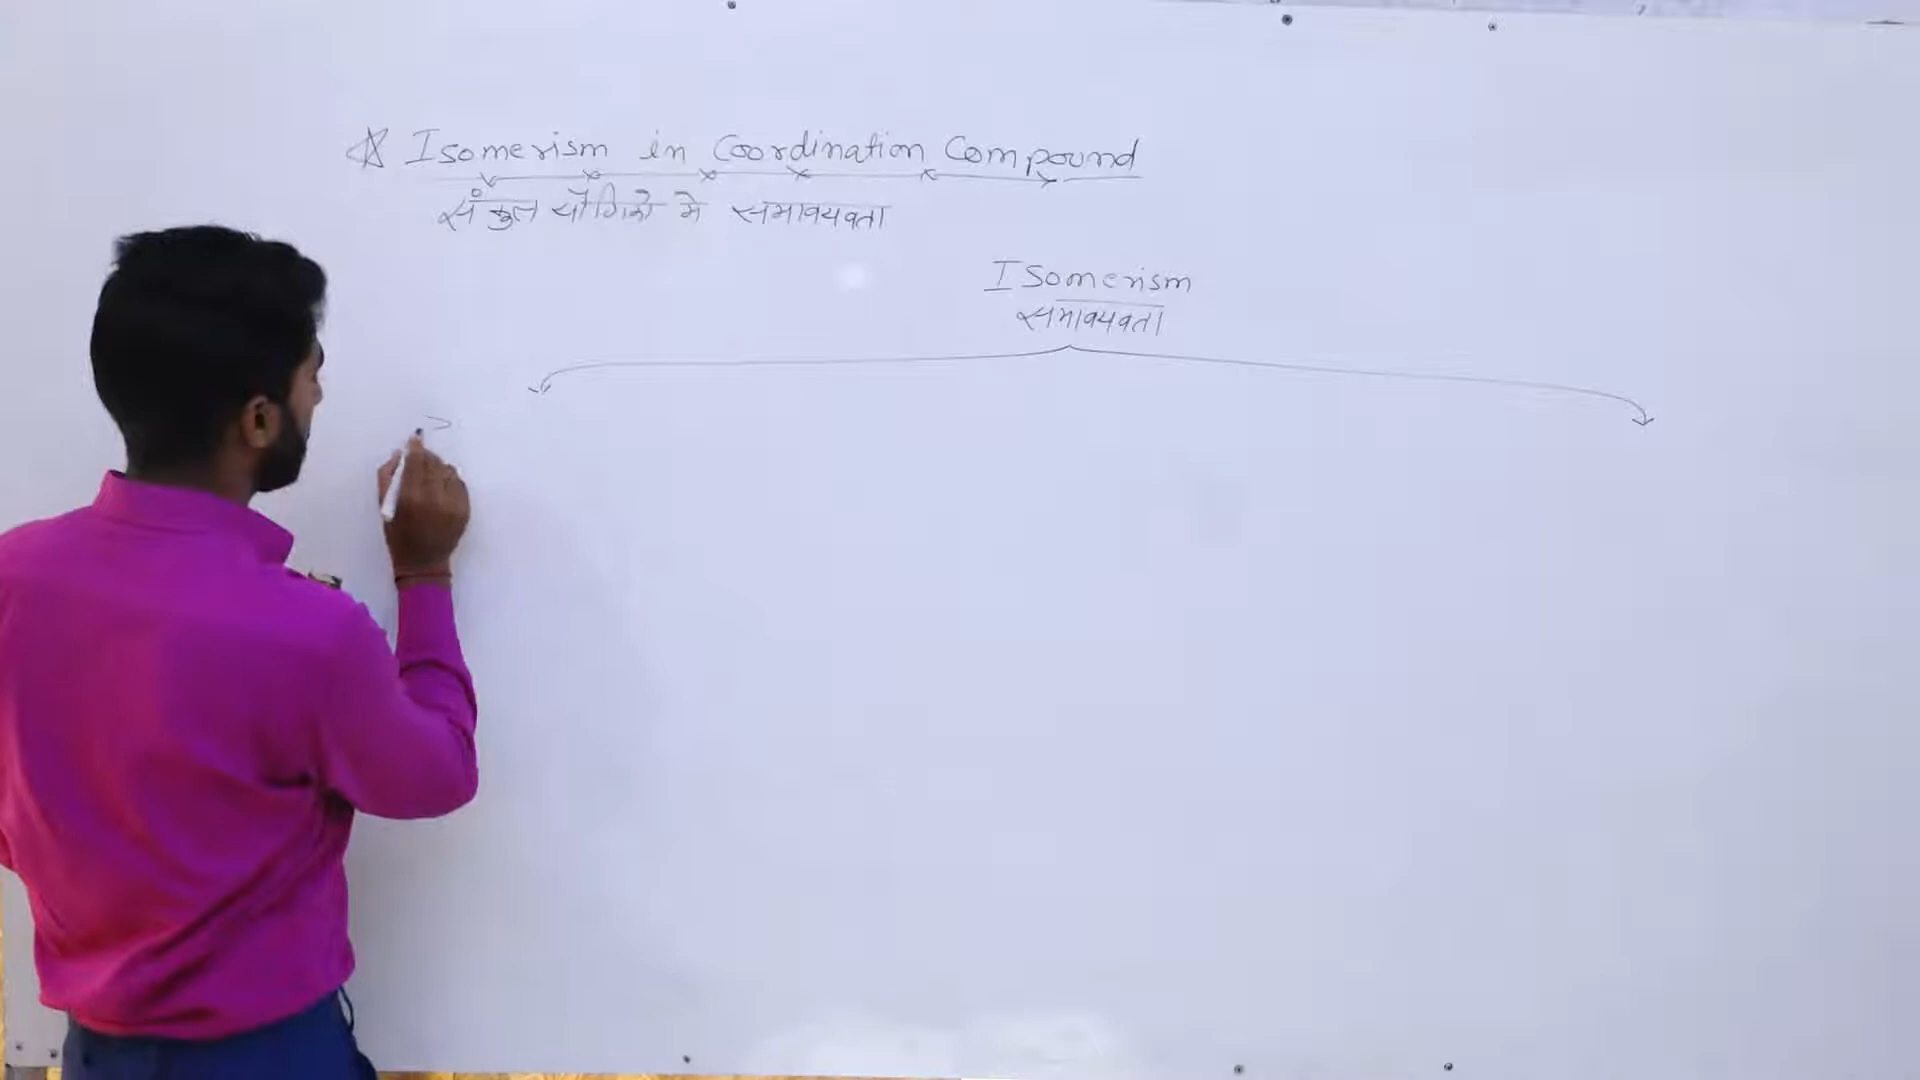 ☆ Isomerism in Coordination Compound
संकुल यौगिको मे समावयवता
Isomerism
समावयवता